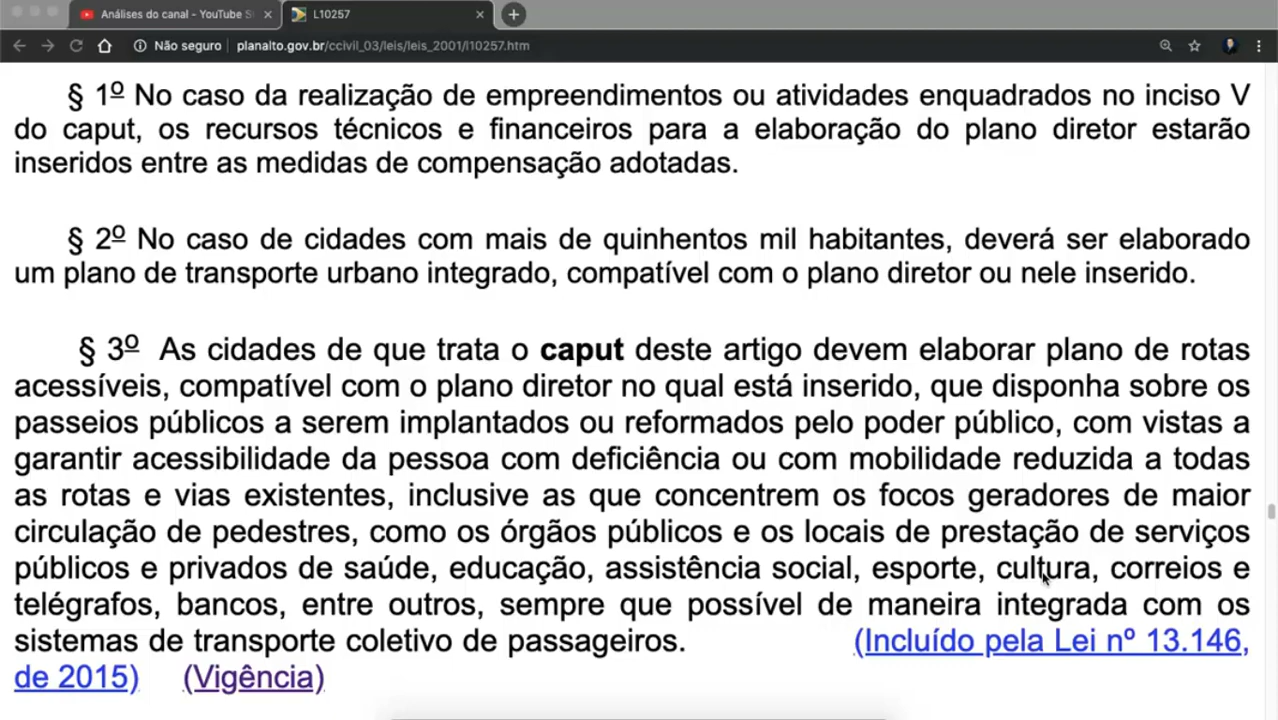 Análises do canal - YouTube S
L10257
Não seguro
planalto.gov.br/ccivil_03/leis/leis_2001/l10257.htm
§ 1º No caso da realização de empreendimentos ou atividades enquadrados no inciso V
do caput, os recursos técnicos e financeiros para a elaboração do plano diretor estarão
inseridos entre as medidas de compensação adotadas.
§ 2º No caso de cidades com mais de quinhentos mil habitantes, deverá ser elaborado
um plano de transporte urbano integrado, compatível com o plano diretor ou nele inserido.
§ 3º As cidades de que trata o caput deste artigo devem elaborar plano de rotas
acessíveis, compatível com o plano diretor no qual está inserido, que disponha sobre os
passeios públicos a serem implantados ou reformados pelo poder público, com vistas a
garantir acessibilidade da pessoa com deficiência ou com mobilidade reduzida a todas
as rotas e vias existentes, inclusive as que concentrem os focos geradores de maior
circulação de pedestres, como os órgãos públicos e os locais de prestação de serviços
públicos e privados de saúde, educação, assistência social, esporte, cultura, correios e
telégrafos, bancos, entre outros, sempre que possível de maneira integrada com os
sistemas de transporte coletivo de passageiros. (Incluído pela Lei nº 13.146,
de 2015) (Vigência)